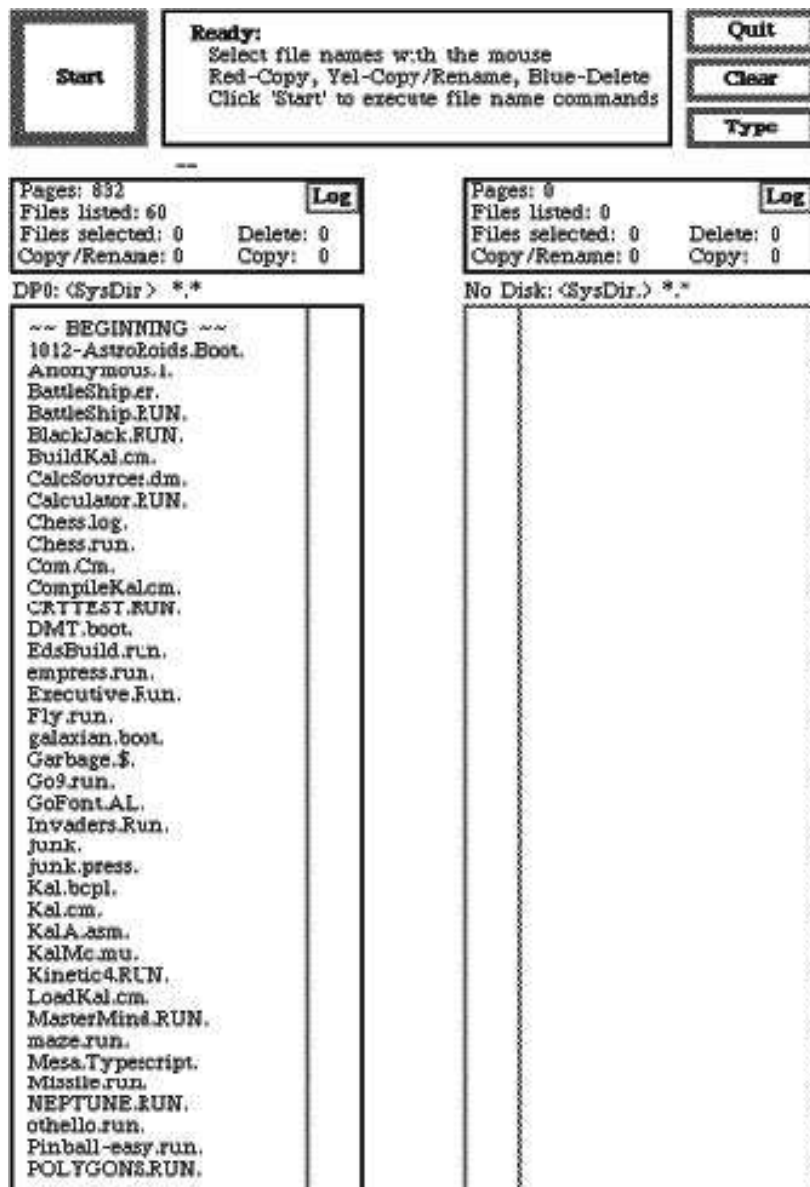 Start
Ready:
Select file names with the mouse
Red-Copy, Yel-Copy/Rename, Blue-Delete
Click 'Start' to execute file name commands
Quit
Clear
Type
--
Pages: 832
Log
Files listed: 60
Files selected: 0 Delete: 0
Copy/Rename: 0 Copy: 0
DP0: <SysDir> *.*
~~ BEGINNING ~~
1012-AstroRoids.Boot.
Anonymous.1.
BattleShip.er.
BattleShip.RUN.
BlackJack.RUN.
BuildKal.cm.
CalcSources.dm.
Calculator.RUN.
Chess.log.
Chess.run.
Com.Cm.
CompileKal.cm.
CRTTEST.RUN.
DMT.boot.
EdsBuild.run.
empress.run.
Executive.Run.
Fly.run.
galaxian.boot.
Garbage.$.
Go9.run.
GoFont.AL.
Invaders.Run.
junk.
junk.press.
Kal.bcpl.
Kal.cm.
KalA.asm.
KalMc.mu.
Kinetic4.RUN.
LoadKal.cm.
MasterMind.RUN.
maze.run.
Mesa.Typescript.
Missile.run.
NEPTUNE.RUN.
othello.run.
Pinball-easy.run.
POLYGONS.RUN.
Pages: 0
Log
Files listed: 0
Files selected: 0 Delete: 0
Copy/Rename: 0 Copy: 0
No Disk: <SysDir.> *.*